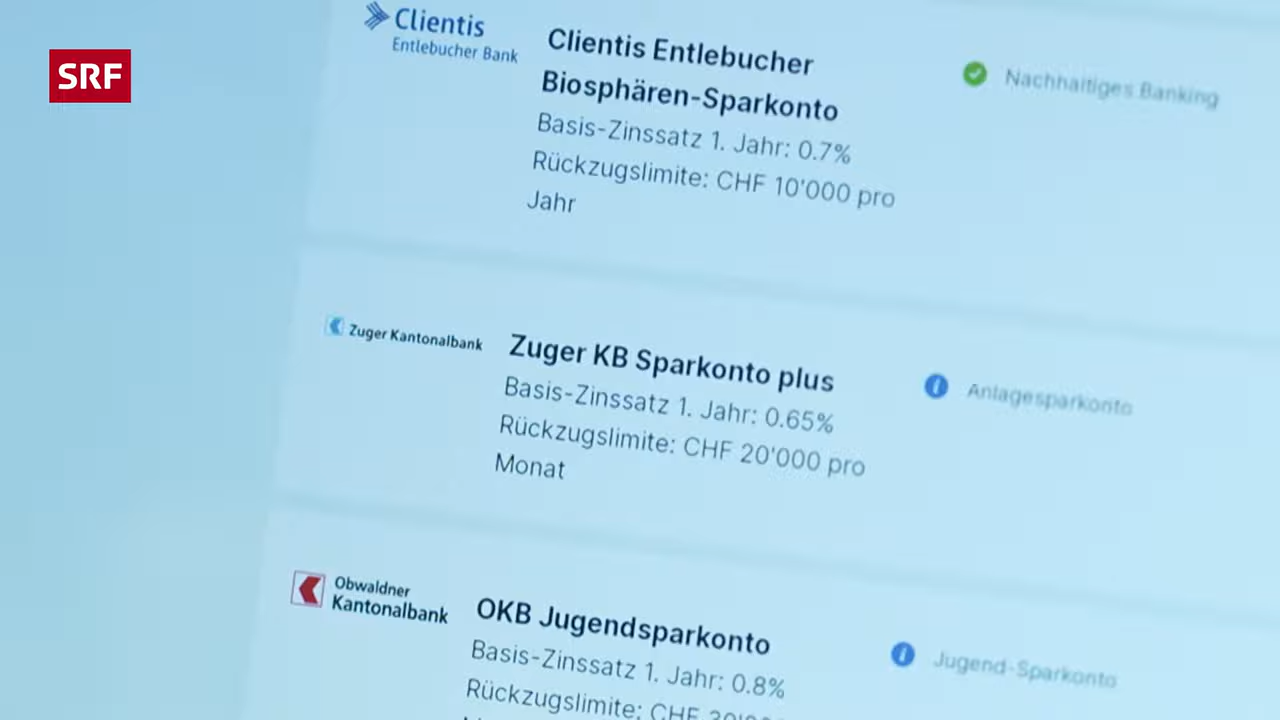 SRF
Clientis
Entlebucher Bank
Clientis Entlebucher
Biosphären-Sparkonto
Basis-Zinssatz 1. Jahr: 0.7%
Rückzugslimite: CHF 10'000 pro
Jahr
Nachhaltiges Banking
Zuger Kantonalbank
Zuger KB Sparkonto plus
Basis-Zinssatz 1. Jahr: 0.65%
Rückzugslimite: CHF 20'000 pro
Monat
Anlagesparkonto
Obwaldner
Kantonalbank
OKB Jugendsparkonto
Basis-Zinssatz 1. Jahr: 0.8%
Rückzugslimite: CHF
Jugend-Sparkonto